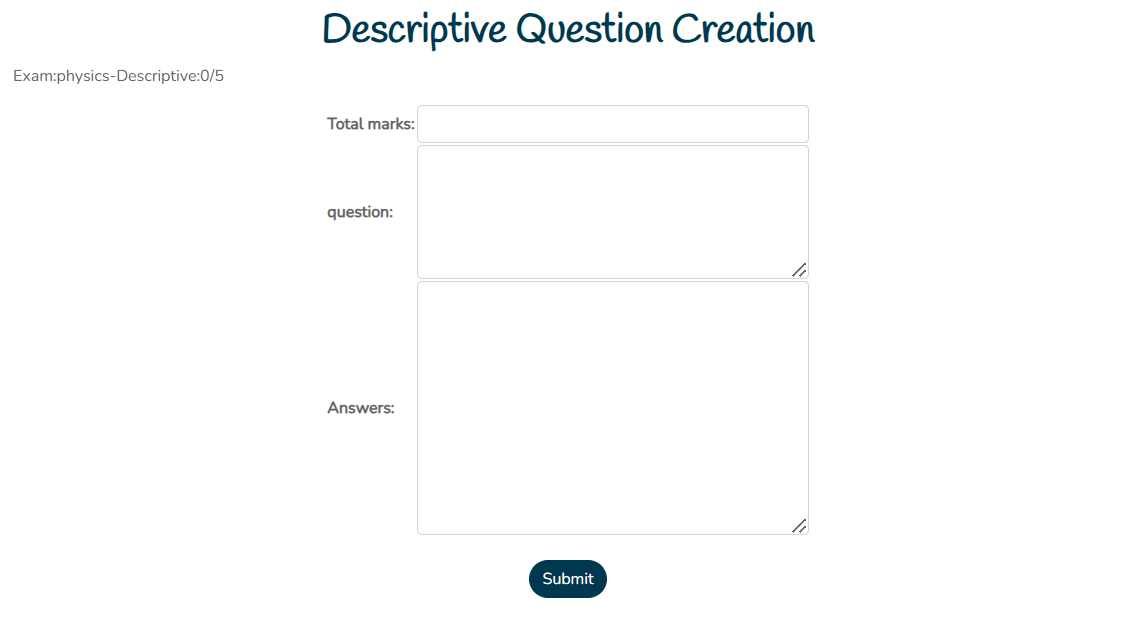 Descriptive Question Creation
Exam:physics-Descriptive:0/5
Total marks:
question:
Answers:
Submit